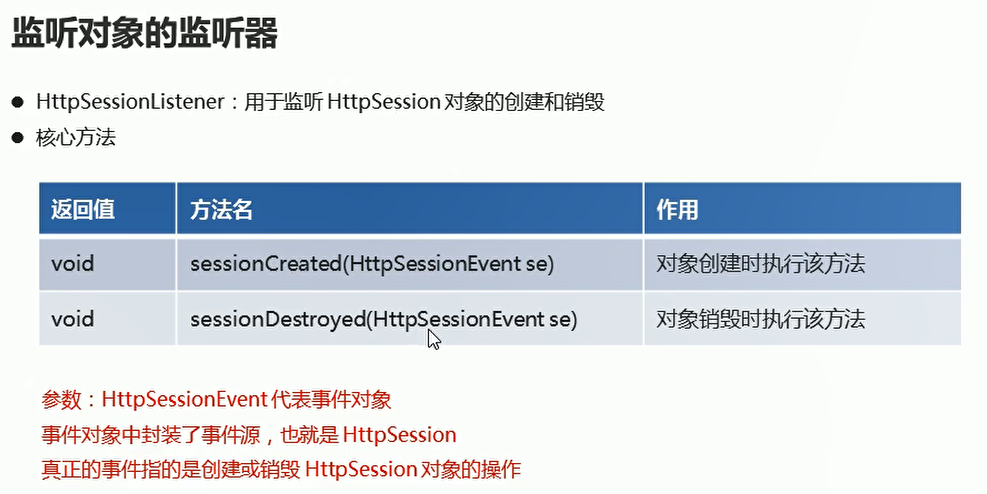 监听对象的监听器
● HttpSessionListener：用于监听 HttpSession 对象的创建和销毁
● 核心方法
返回值 方法名 作用
void sessionCreated(HttpSessionEvent se) 对象创建时执行该方法
void sessionDestroyed(HttpSessionEvent se) 对象销毁时执行该方法
参数：HttpSessionEvent 代表事件对象
事件对象中封装了事件源，也就是 HttpSession
真正的事件指的是创建或销毁 HttpSession 对象的操作